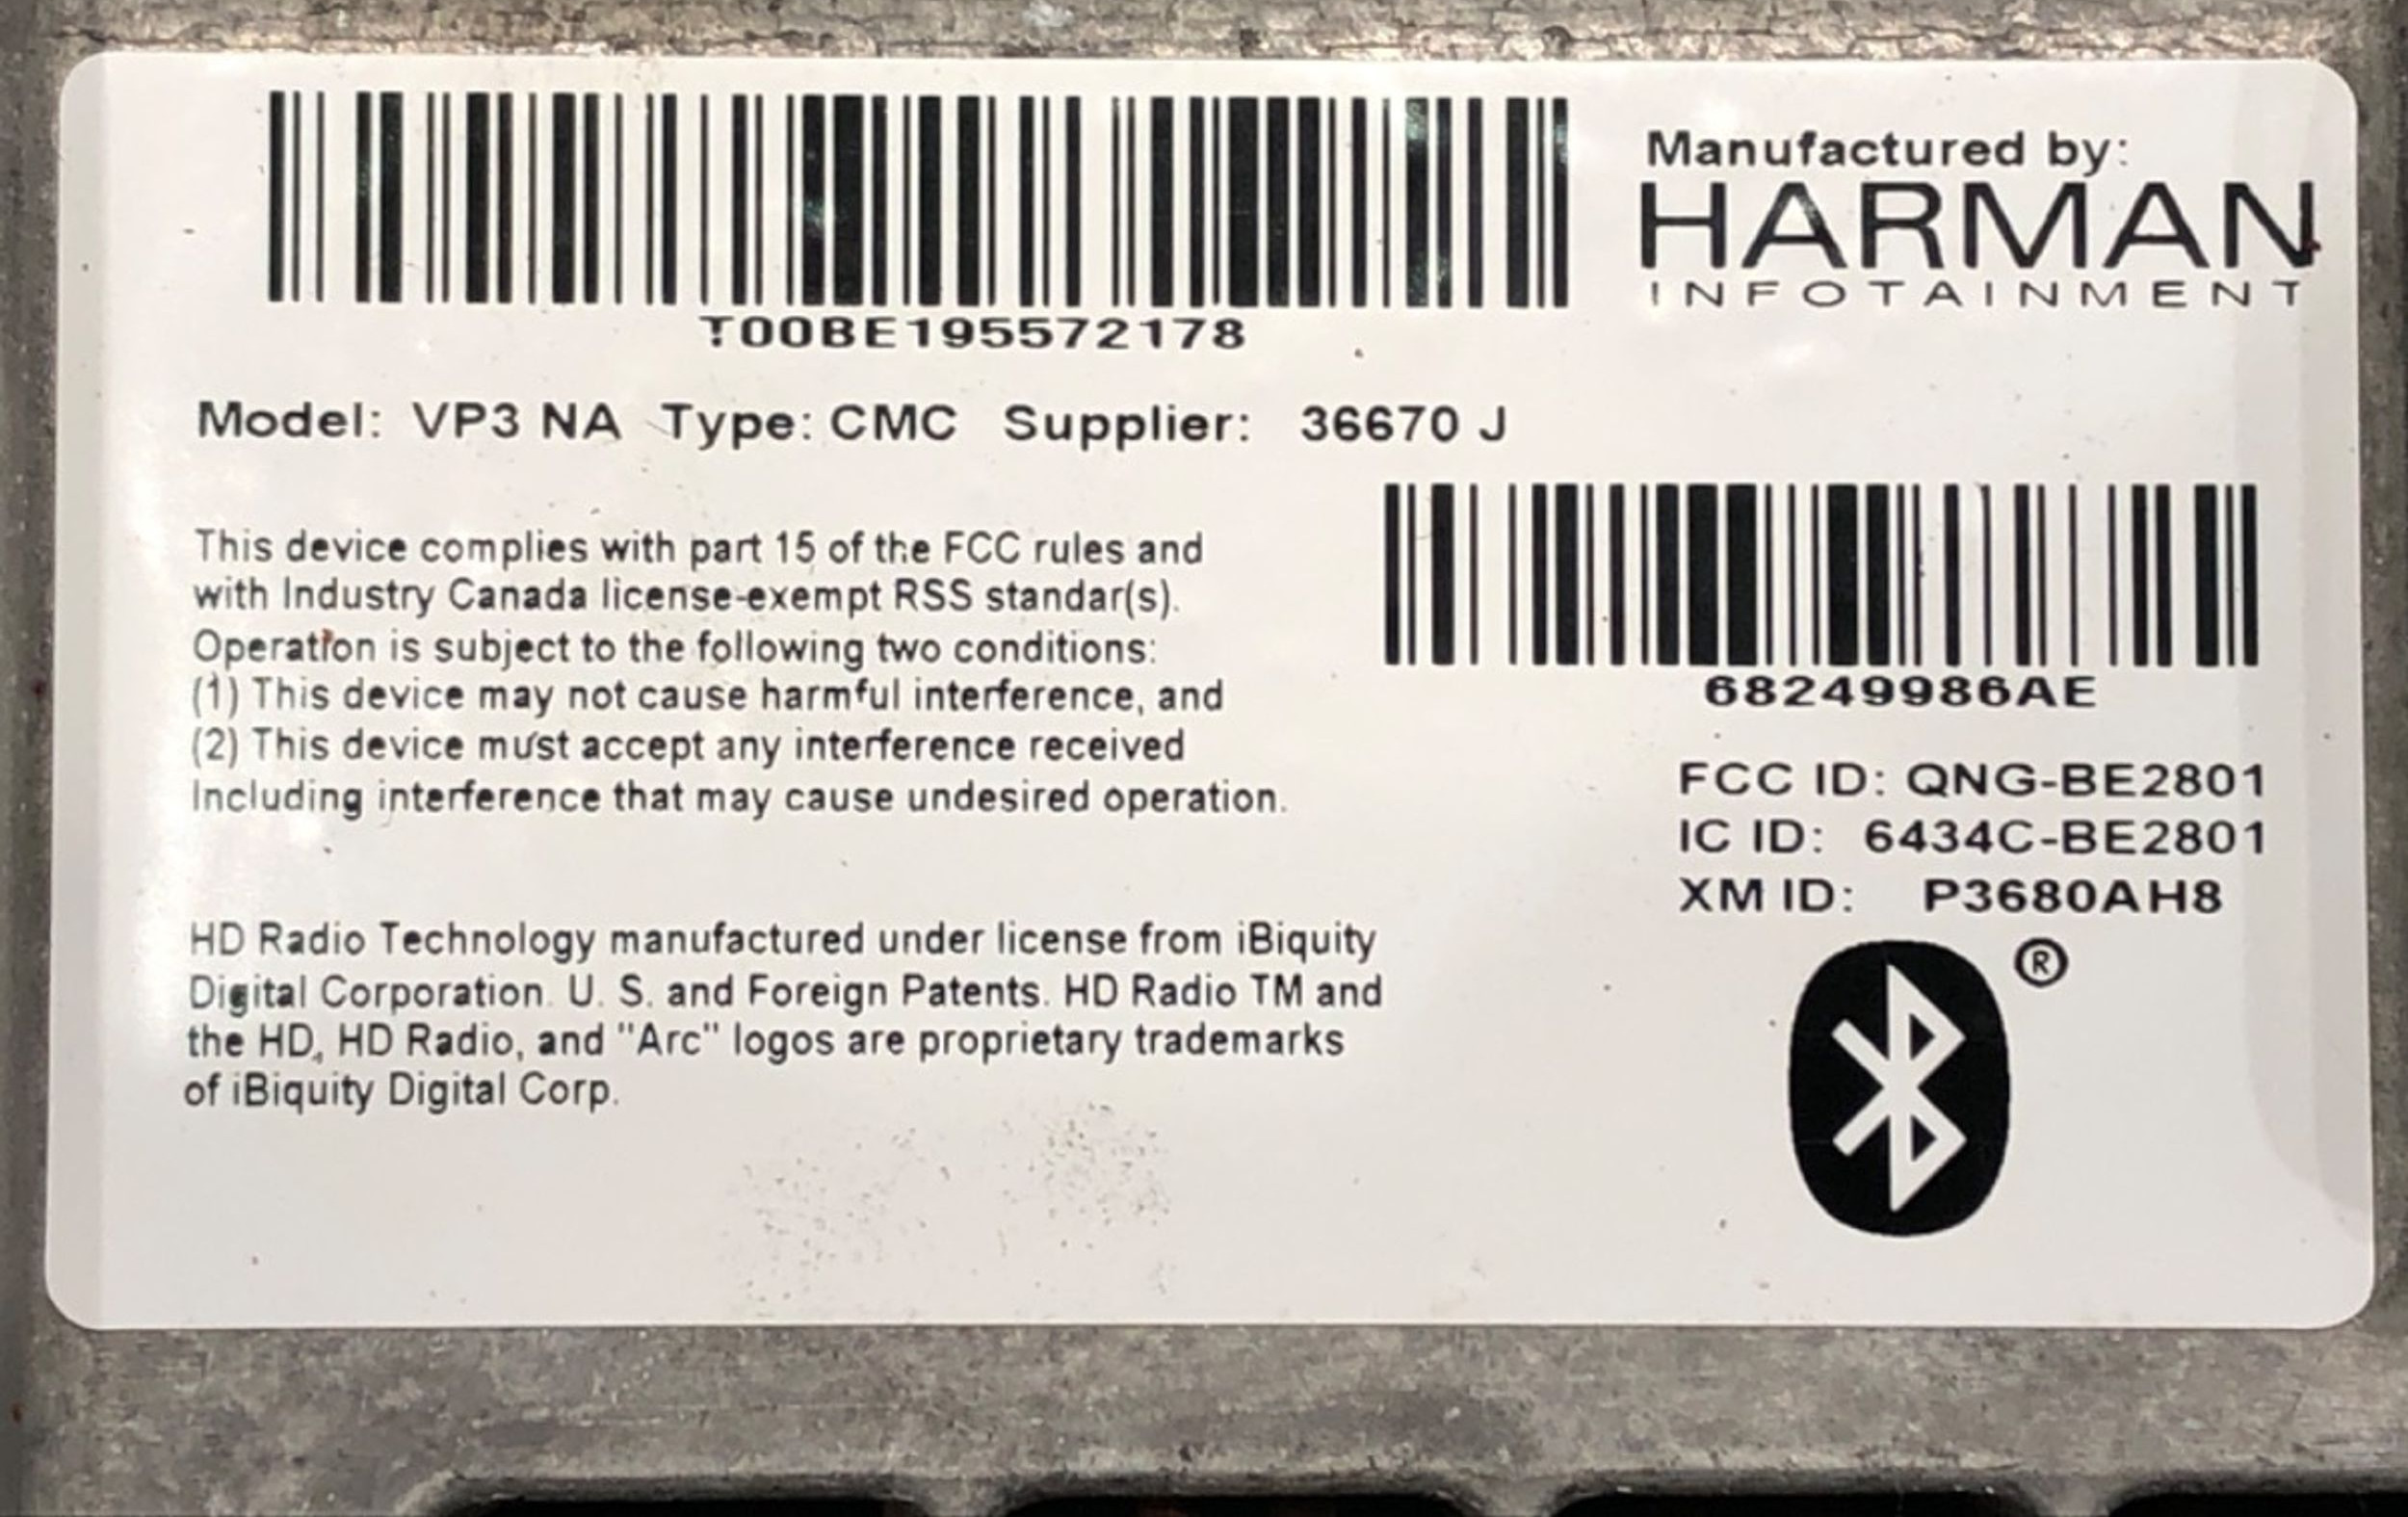 T00BE195572178
Manufactured by:
HARMAN
INFOTAINMENT
Model: VP3 NA Type: CMC Supplier: 36670 J
This device complies with part 15 of the FCC rules and
with Industry Canada license-exempt RSS standar(s).
Operation is subject to the following two conditions:
(1) This device may not cause harmful interference, and
(2) This device must accept any interference received
Including interference that may cause undesired operation.
68249986AE
FCC ID: QNG-BE2801
IC ID: 6434C-BE2801
XM ID: P3680AH8
®
HD Radio Technology manufactured under license from iBiquity
Digital Corporation. U. S. and Foreign Patents. HD Radio TM and
the HD, HD Radio, and "Arc" logos are proprietary trademarks
of iBiquity Digital Corp.